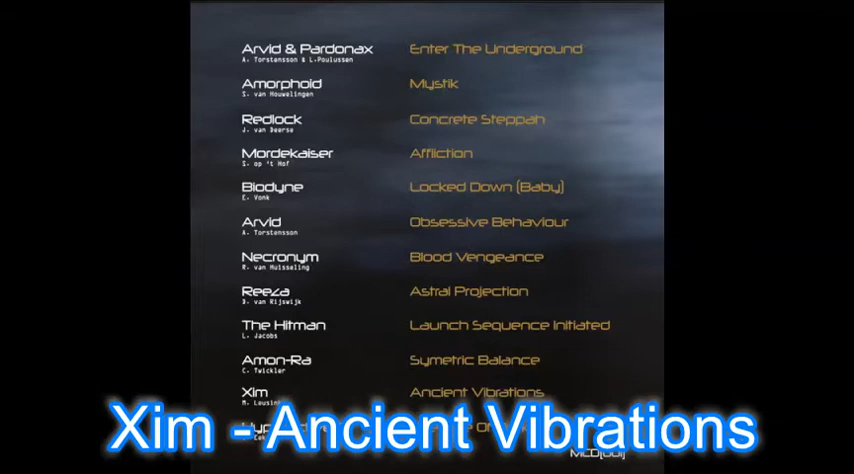 Arvid & Pardonax Enter The Underground
A. Torstensson & L.Poulussen
Amorphoid Mystik
S. van Houwelingen
Redlock Concrete Steppah
J. van Deerse
Mordekaiser Affliction
S. op 't Hof
Biodyne Locked Down (Baby)
E. Vonk
Arvid Obsessive Behaviour
A. Torstensson
Necronym Blood Vengeance
R. van Huisseling
Reeza Astral Projection
D. van Rijswijk
The Hitman Launch Sequence Initiated
L. Jacobs
Amon-Ra Symetric Balance
C. Twickler
Xim Ancient Vibrations
Xim - Ancient Vibrations